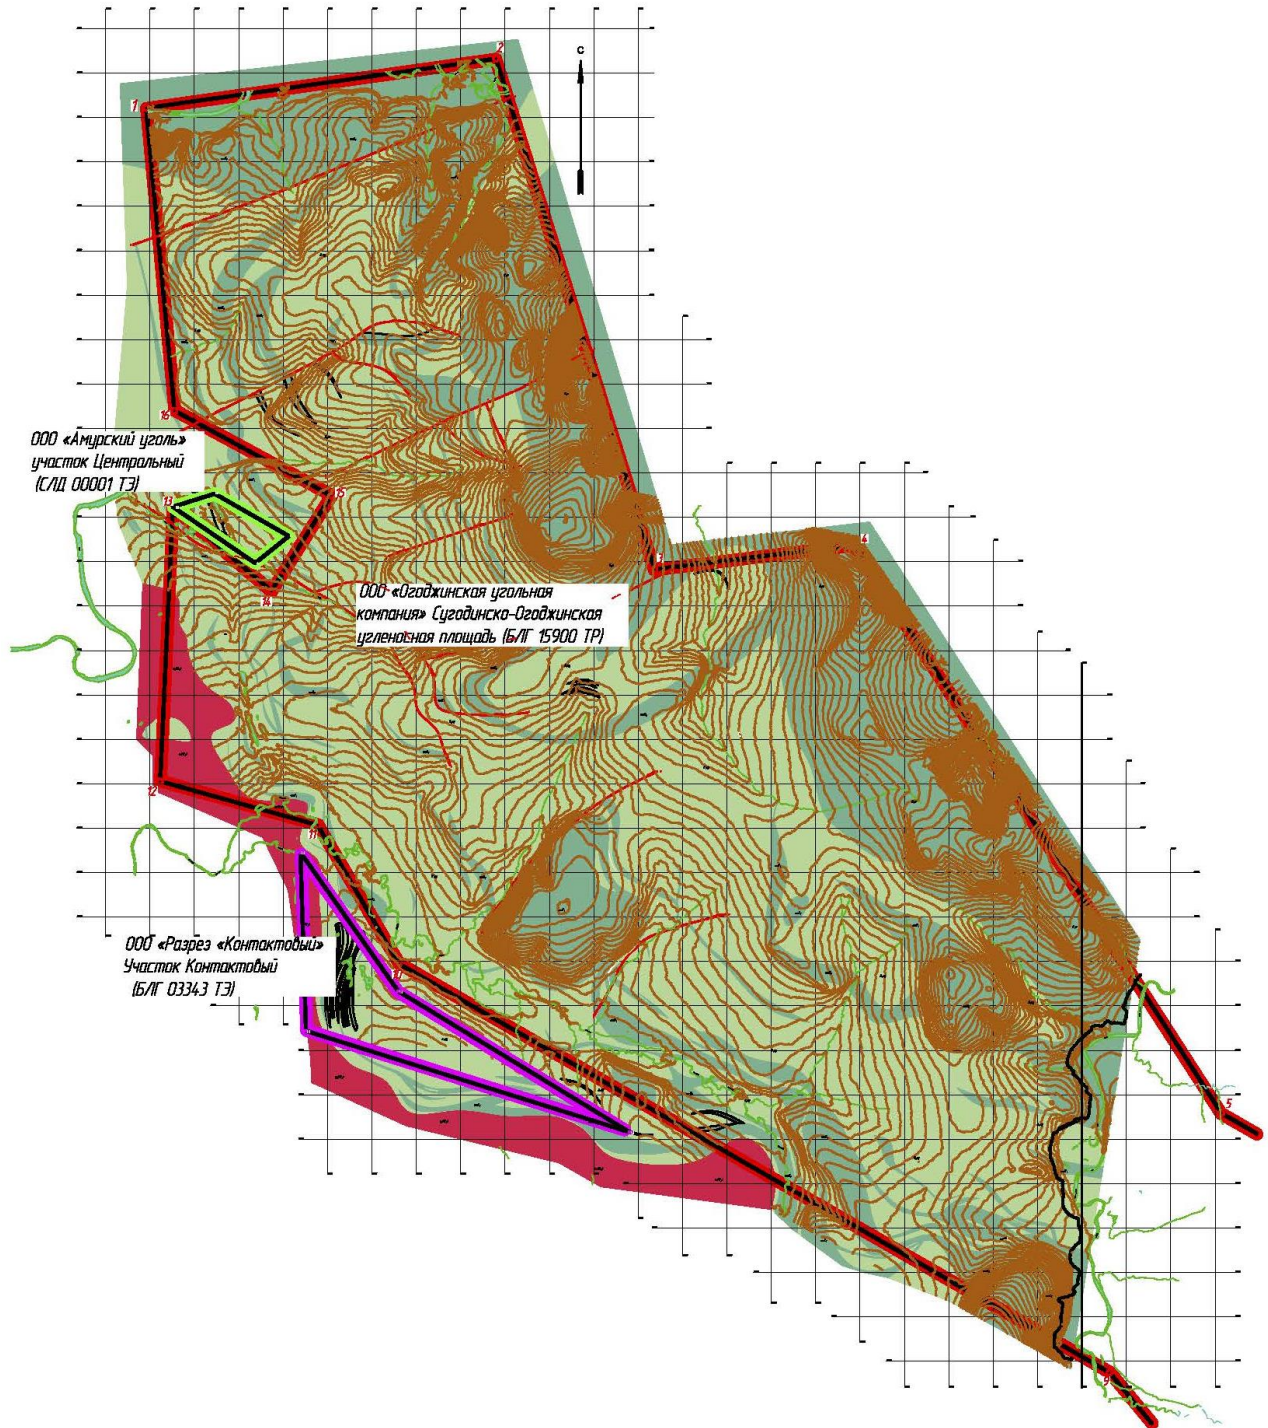 2
С
1
16
ООО «Амурский уголь»
участок Центральный
(СЛД 00001 ТЭ)
13
15
3
4
14
ООО «Огоджинская угольная
компания» Сугодинско-Огоджинская
угленосная площадь (БЛГ 15900 ТР)
12
11
ООО «Разрез «Контактовый»
Участок Контактовый
(БЛГ 03343 ТЭ)
10
5
9